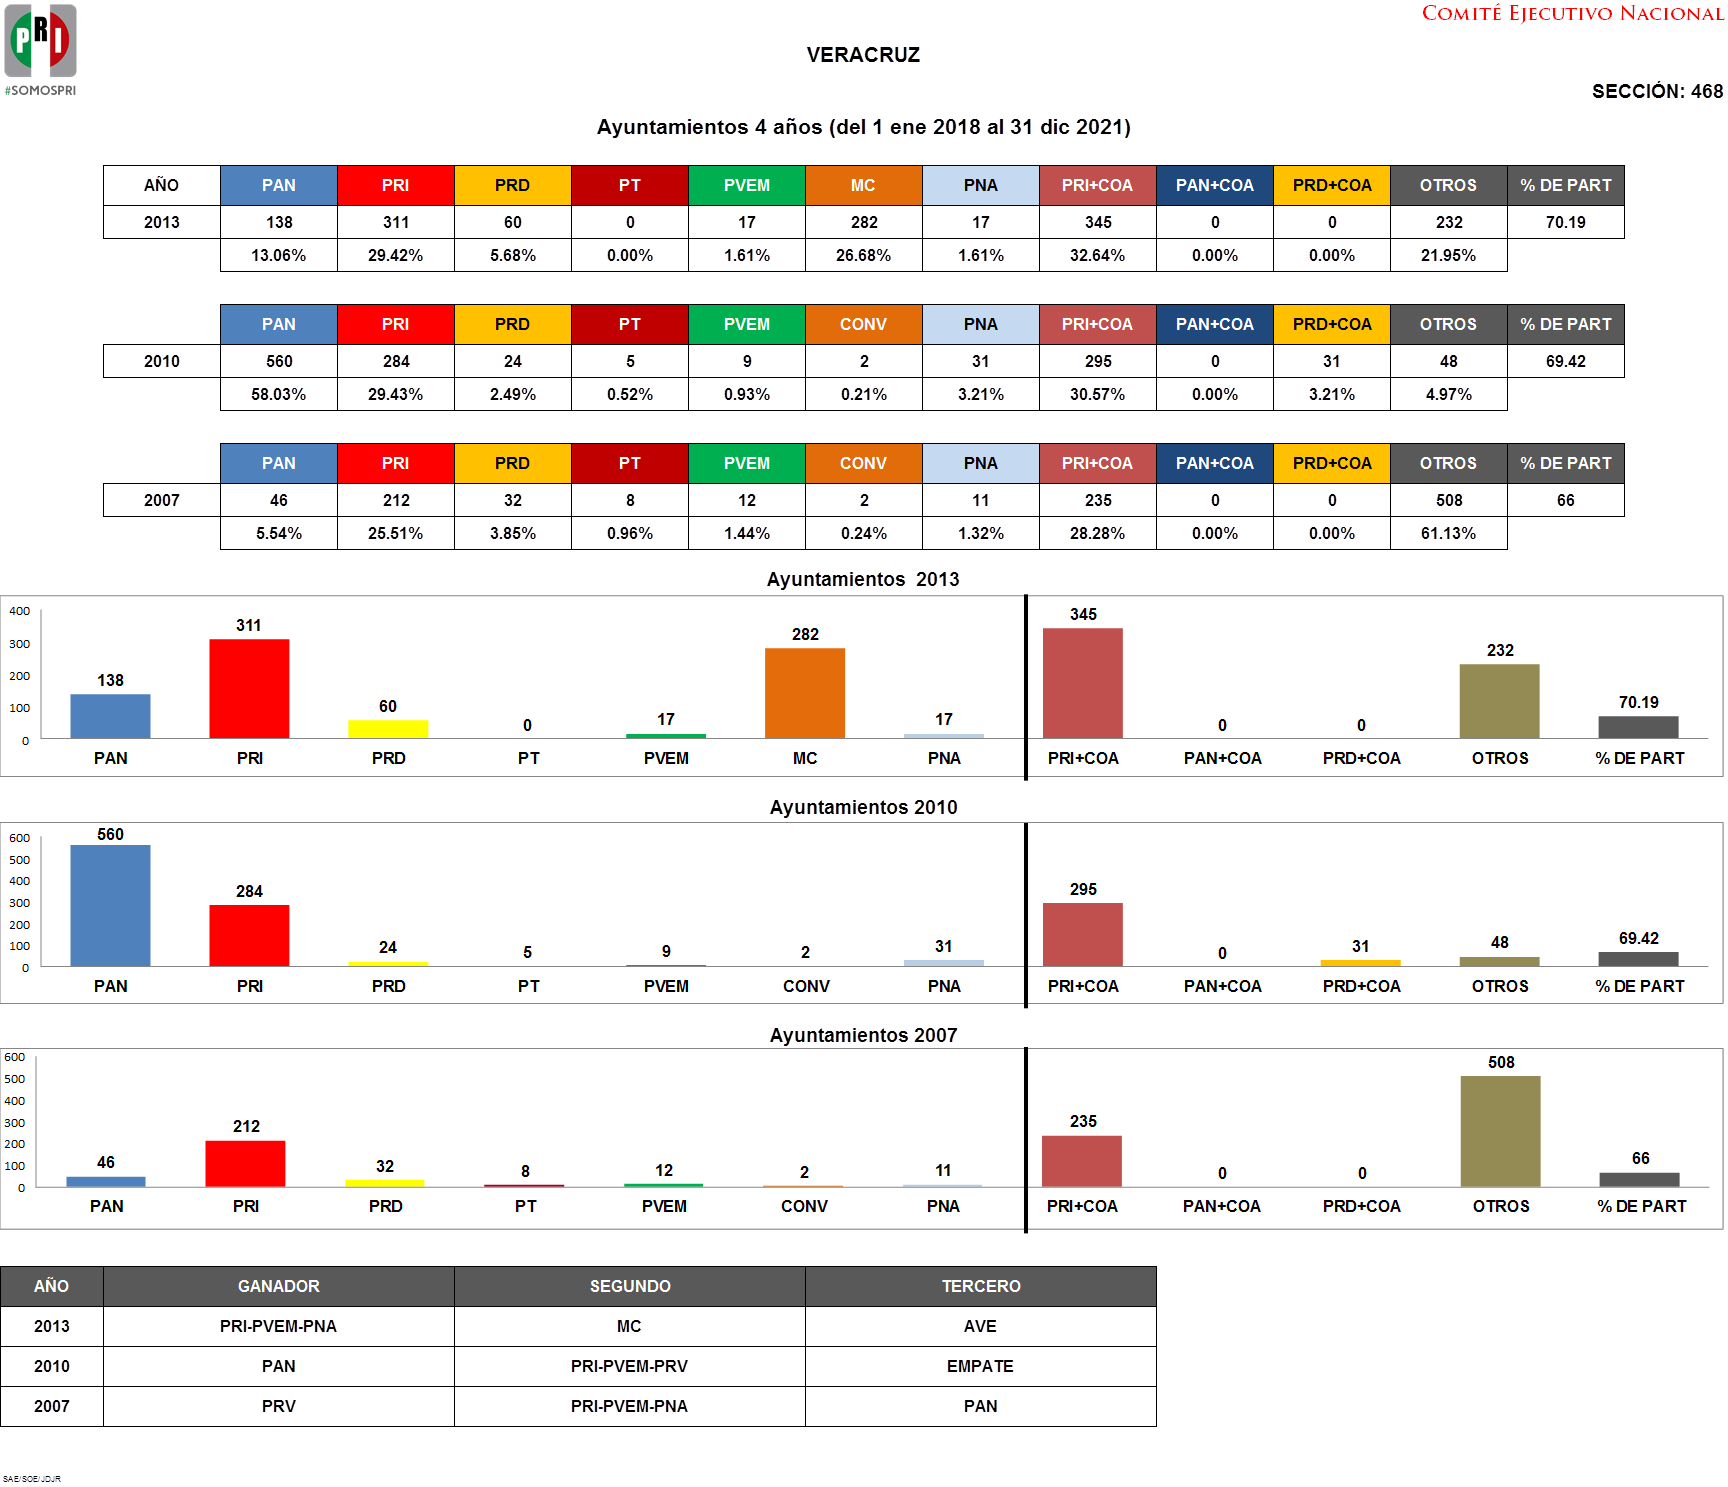 PRI
#SOMOSPRI
COMITÉ EJECUTIVO NACIONAL
VERACRUZ
SECCIÓN: 468
Ayuntamientos 4 años (del 1 ene 2018 al 31 dic 2021)
AÑO PAN PRI PRD PT PVEM MC PNA PRI+COA PAN+COA PRD+COA OTROS % DE PART
2013 138 311 60 0 17 282 17 345 0 0 232 70.19
13.06% 29.42% 5.68% 0.00% 1.61% 26.68% 1.61% 32.64% 0.00% 0.00% 21.95%
PAN PRI PRD PT PVEM CONV PNA PRI+COA PAN+COA PRD+COA OTROS % DE PART
2010 560 284 24 5 9 2 31 295 0 31 48 69.42
58.03% 29.43% 2.49% 0.52% 0.93% 0.21% 3.21% 30.57% 0.00% 3.21% 4.97%
PAN PRI PRD PT PVEM CONV PNA PRI+COA PAN+COA PRD+COA OTROS % DE PART
2007 46 212 32 8 12 2 11 235 0 0 508 66
5.54% 25.51% 3.85% 0.96% 1.44% 0.24% 1.32% 28.28% 0.00% 0.00% 61.13%
Ayuntamientos 2013
400
300
200
100
0
138 311 60 0 17 282 17 345 0 0 232 70.19
PAN PRI PRD PT PVEM MC PNA PRI+COA PAN+COA PRD+COA OTROS % DE PART
Ayuntamientos 2010
600
500
400
300
200
100
0
560 284 24 5 9 2 31 295 0 31 48 69.42
PAN PRI PRD PT PVEM CONV PNA PRI+COA PAN+COA PRD+COA OTROS % DE PART
Ayuntamientos 2007
600
500
400
300
200
100
0
46 212 32 8 12 2 11 235 0 0 508 66
PAN PRI PRD PT PVEM CONV PNA PRI+COA PAN+COA PRD+COA OTROS % DE PART
AÑO GANADOR SEGUNDO TERCERO
2013 PRI-PVEM-PNA MC AVE
2010 PAN PRI-PVEM-PRV EMPATE
2007 PRV PRI-PVEM-PNA PAN
SAE/SOE/JDJR